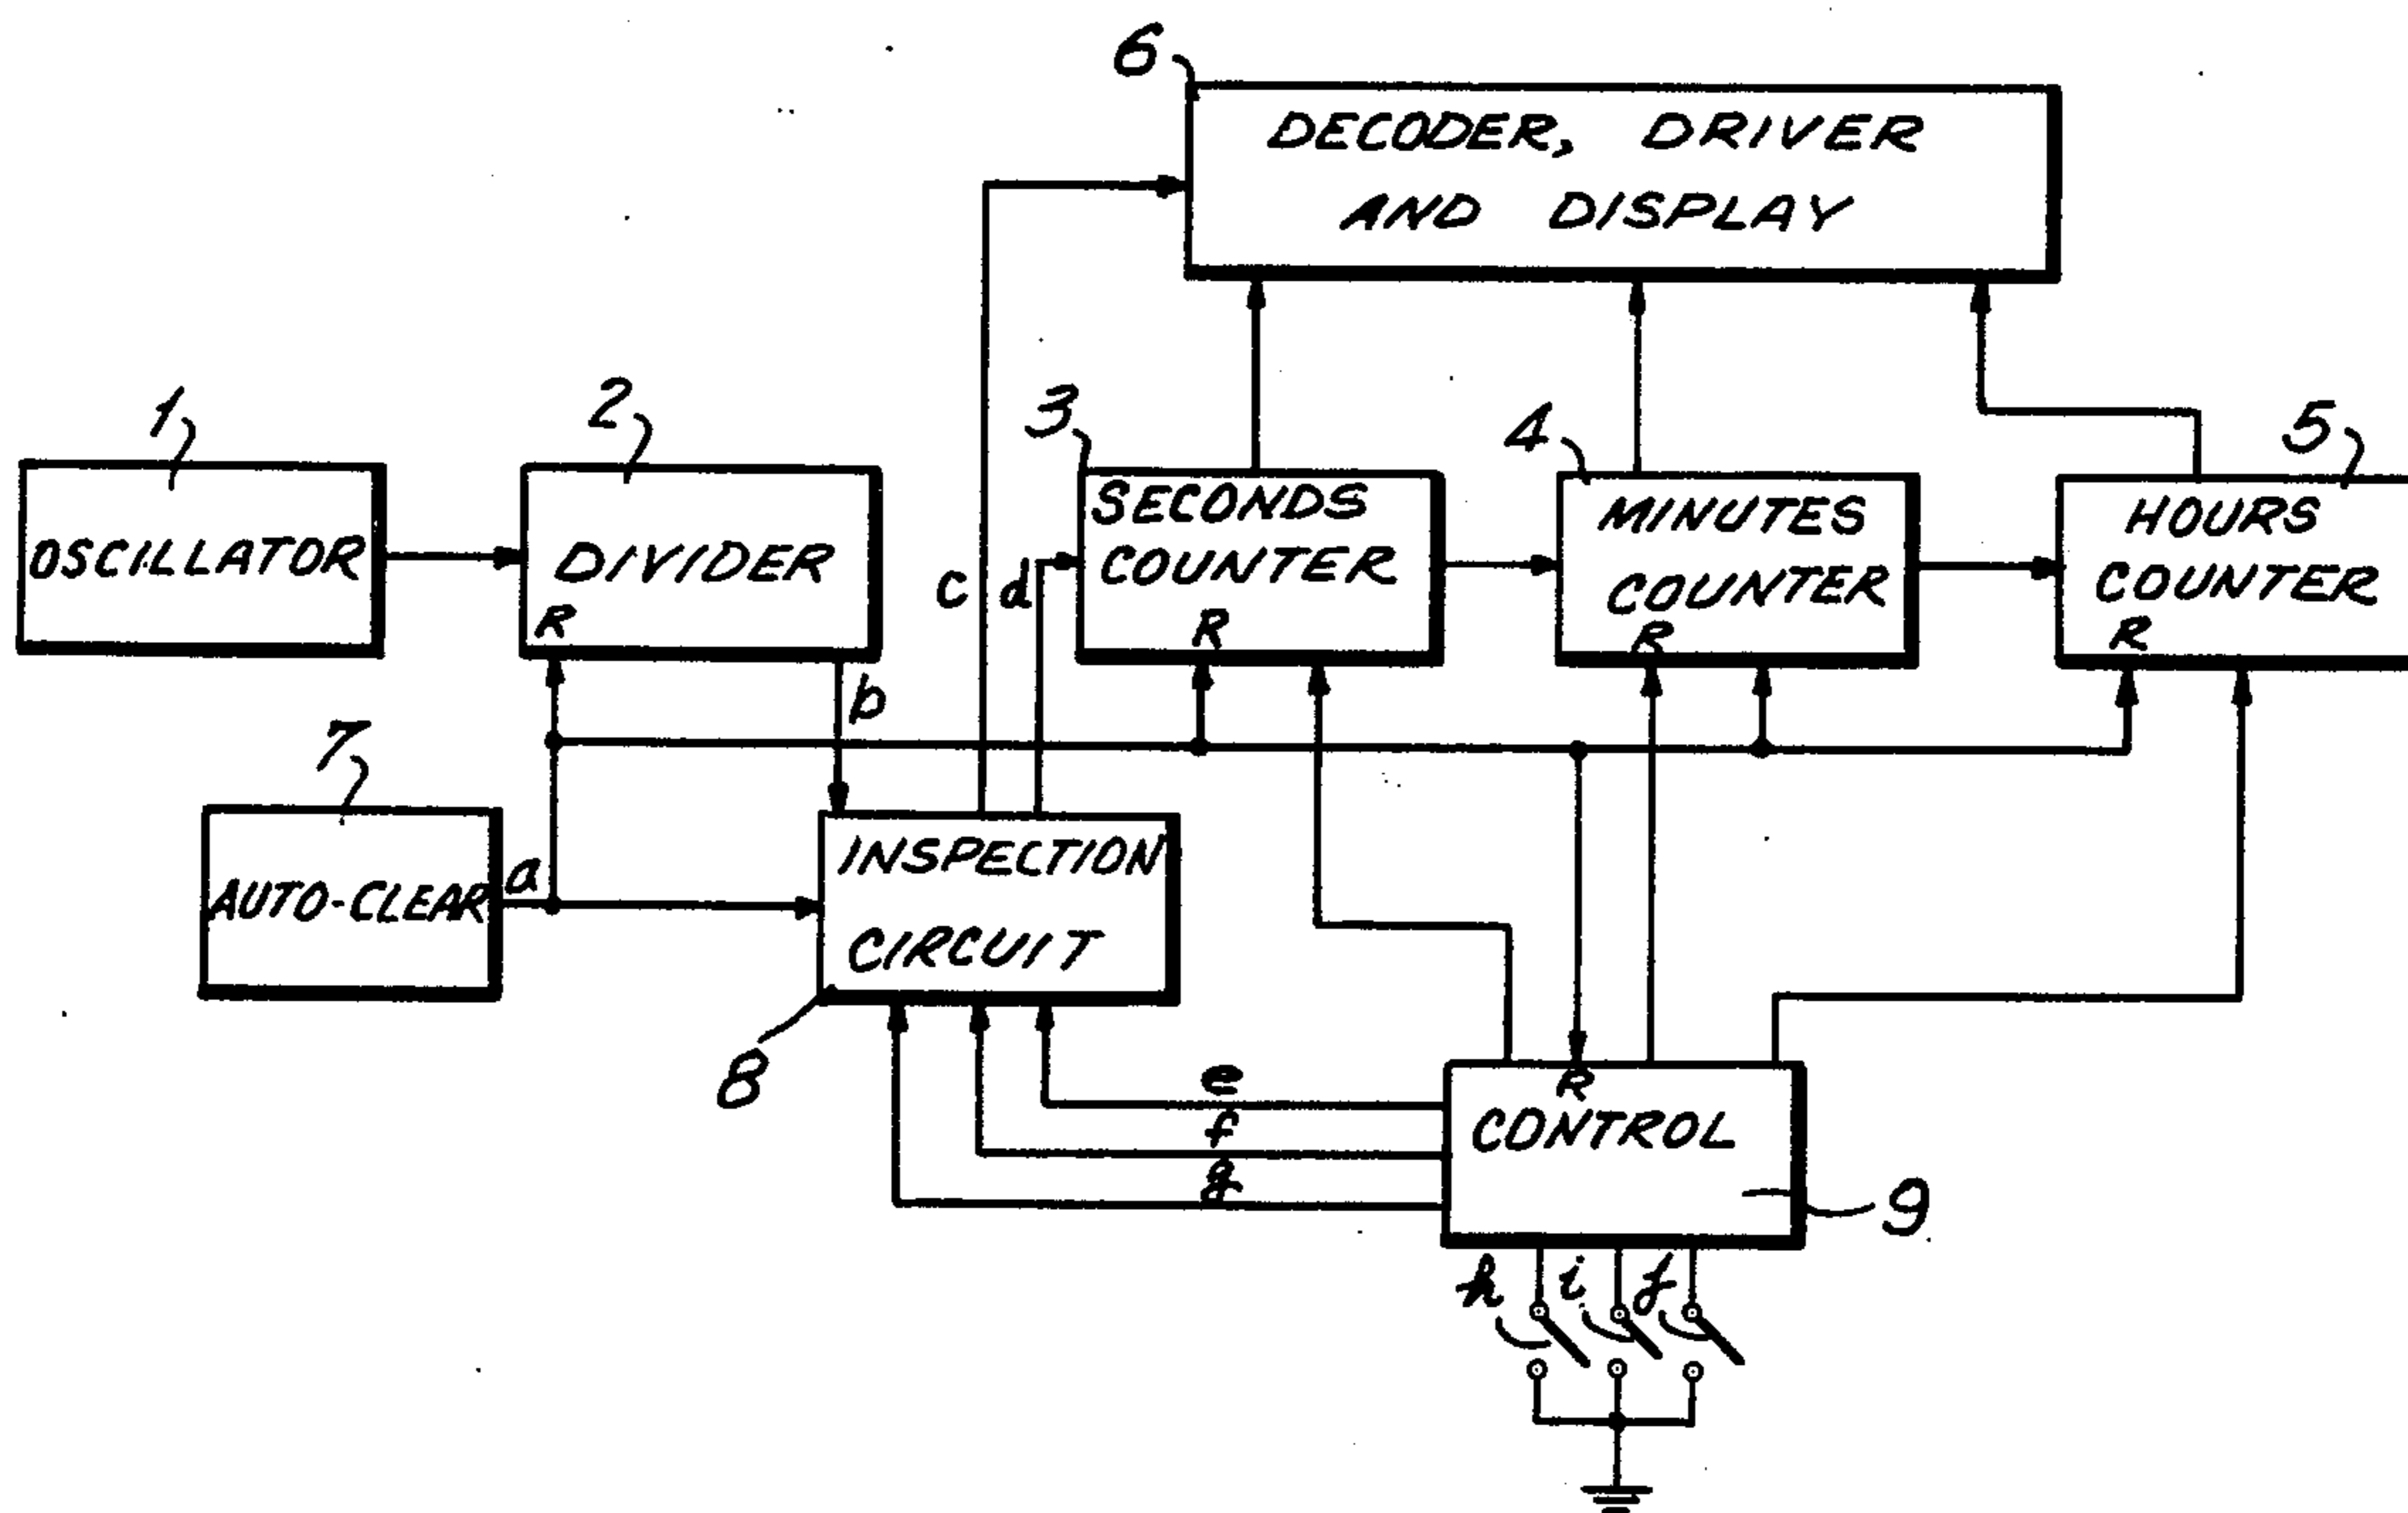 6
DECODER, DRIVER
AND DISPLAY
1
OSCILLATOR
2
DIVIDER
R
3
SECONDS
COUNTER
R
4
MINUTES
COUNTER
R
5
HOURS
COUNTER
R
c
d
b
7
AUTO-CLEAR
a
INSPECTION
CIRCUIT
8
e
f
g
R
CONTROL
9
h
i
j